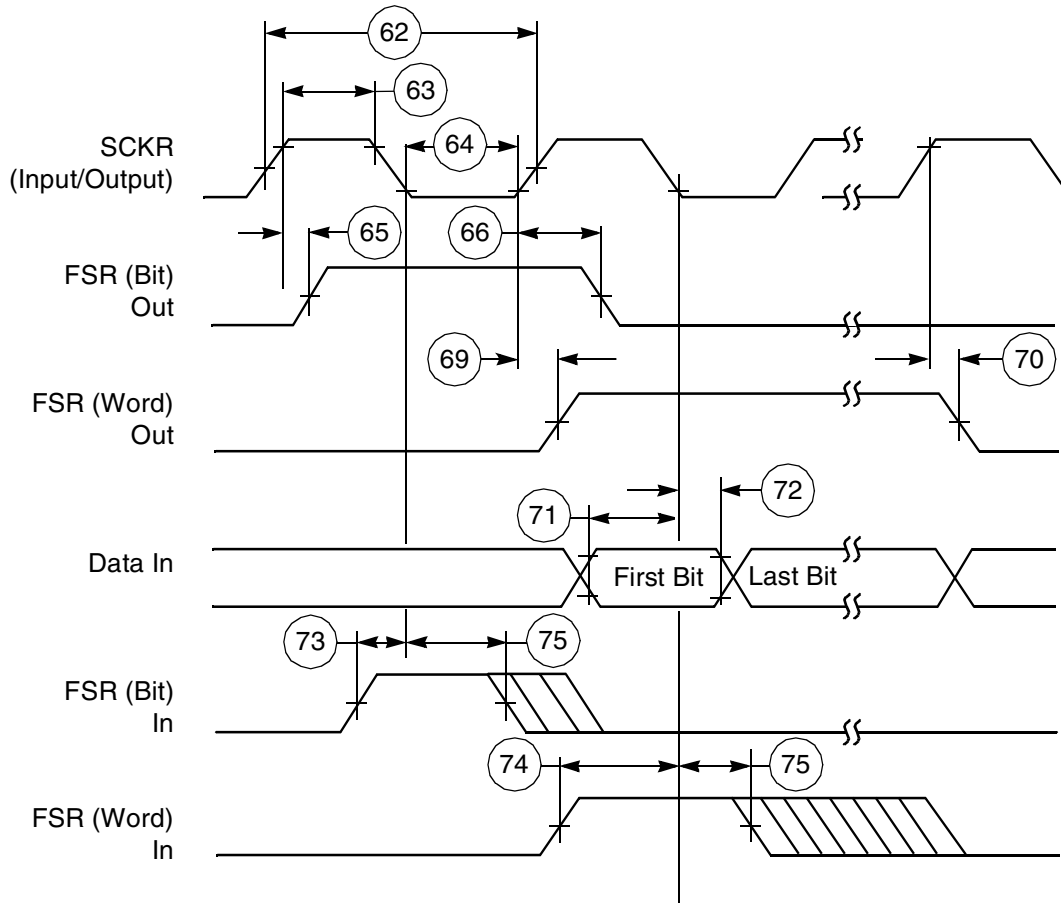 62
63
SCKR
(Input/Output)
64
65
66
FSR (Bit)
Out
69
70
FSR (Word)
Out
71
72
Data In
First Bit
Last Bit
73
75
FSR (Bit)
In
74
75
FSR (Word)
In